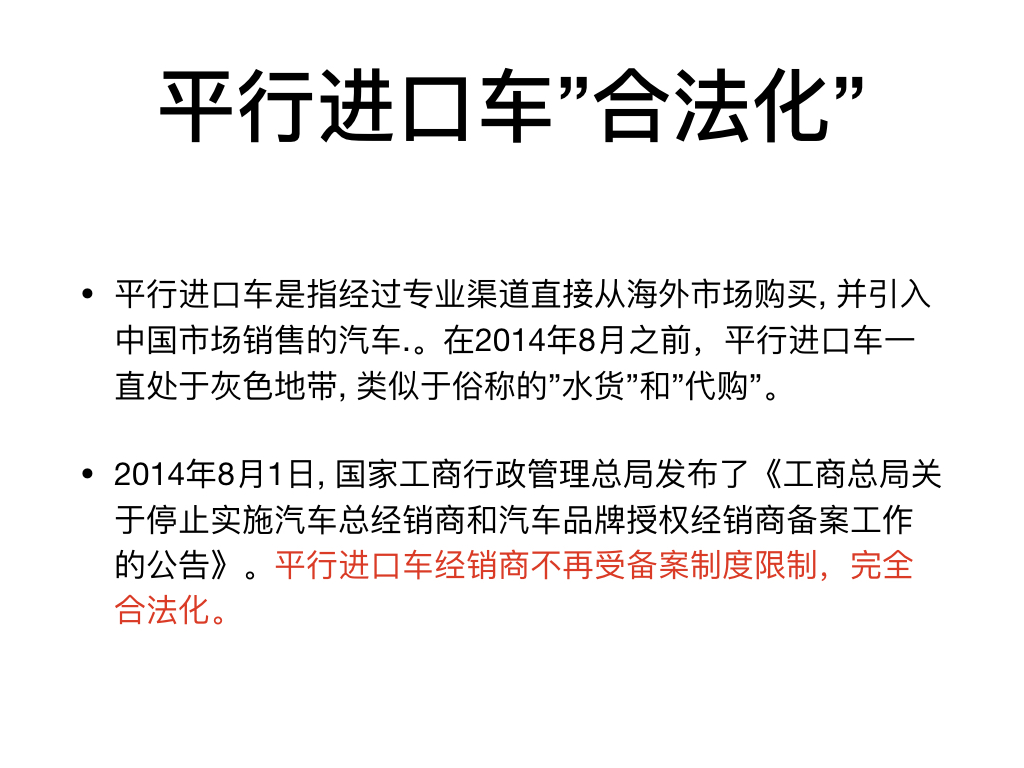 平行进口车”合法化”
• 平行进口车是指经过专业渠道直接从海外市场购买, 并引入
中国市场销售的汽车.。在2014年8月之前，平行进口车一
直处于灰色地带, 类似于俗称的”水货”和”代购”。
• 2014年8月1日, 国家工商行政管理总局发布了《工商总局关
于停止实施汽车总经销商和汽车品牌授权经销商备案工作
的公告》。平行进口车经销商不再受备案制度限制，完全
合法化。